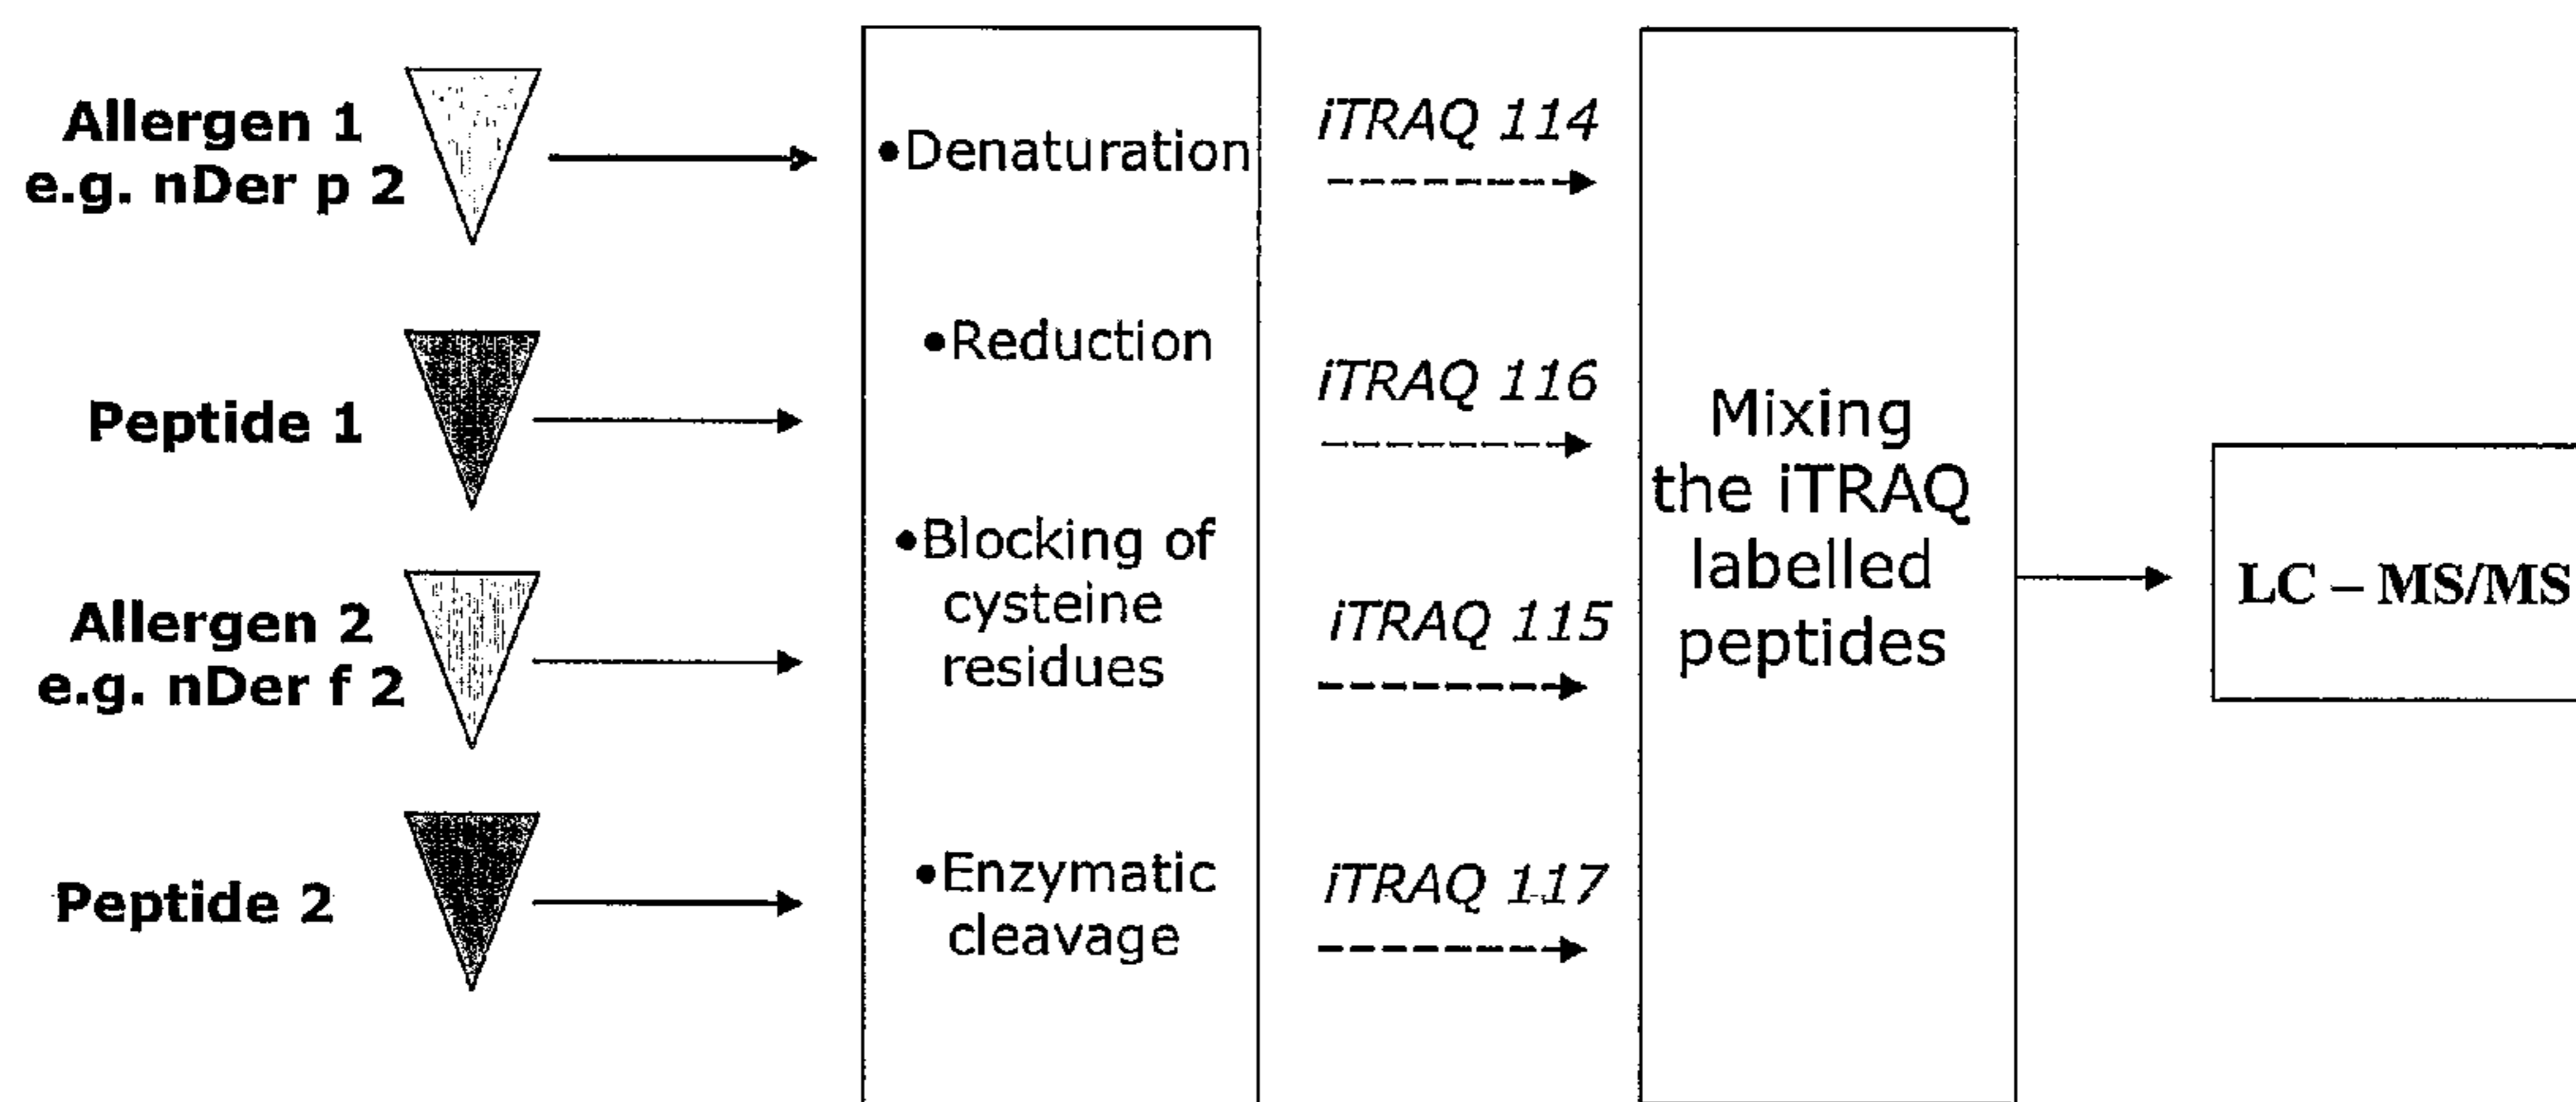 Allergen 1
e.g. nDer p 2
Peptide 1
Allergen 2
e.g. nDer f 2
Peptide 2
•Denaturation
•Reduction
•Blocking of
cysteine
residues
•Enzymatic
cleavage
iTRAQ 114
iTRAQ 116
iTRAQ 115
iTRAQ 117
Mixing
the iTRAQ
labelled
peptides
LC – MS/MS